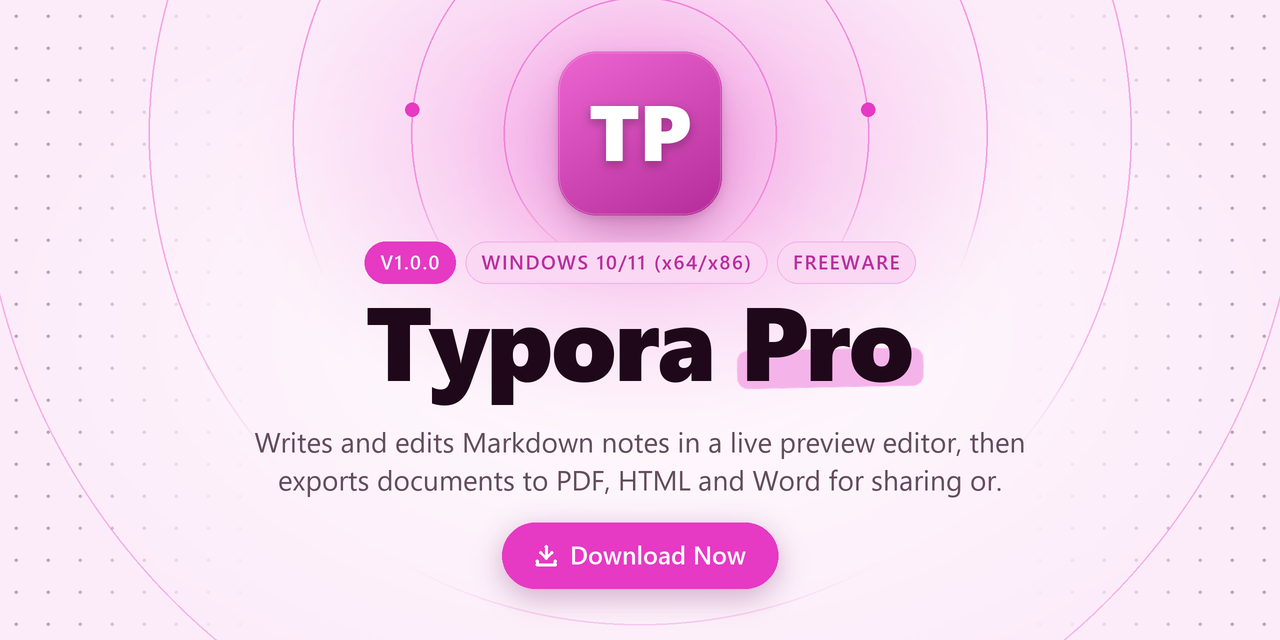 TP
V1.0.0 WINDOWS 10/11 (x64/x86) FREEWARE
Typora Pro
Writes and edits Markdown notes in a live preview editor, then
exports documents to PDF, HTML and Word for sharing or.
Download Now